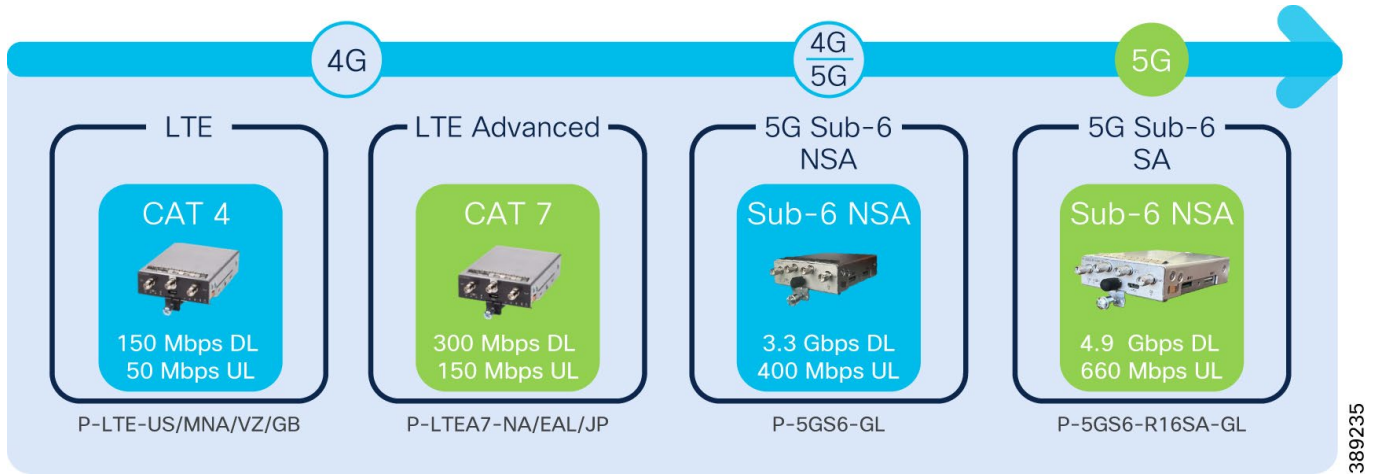 4G
4G
5G
5G
LTE
CAT 4
150 Mbps DL
50 Mbps UL
P-LTE-US/MNA/VZ/GB
LTE Advanced
CAT 7
300 Mbps DL
150 Mbps UL
P-LTEA7-NA/EAL/JP
5G Sub-6
NSA
Sub-6 NSA
3.3 Gbps DL
400 Mbps UL
P-5GS6-GL
5G Sub-6
SA
Sub-6 NSA
4.9 Gbps DL
660 Mbps UL
P-5GS6-R16SA-GL
389235